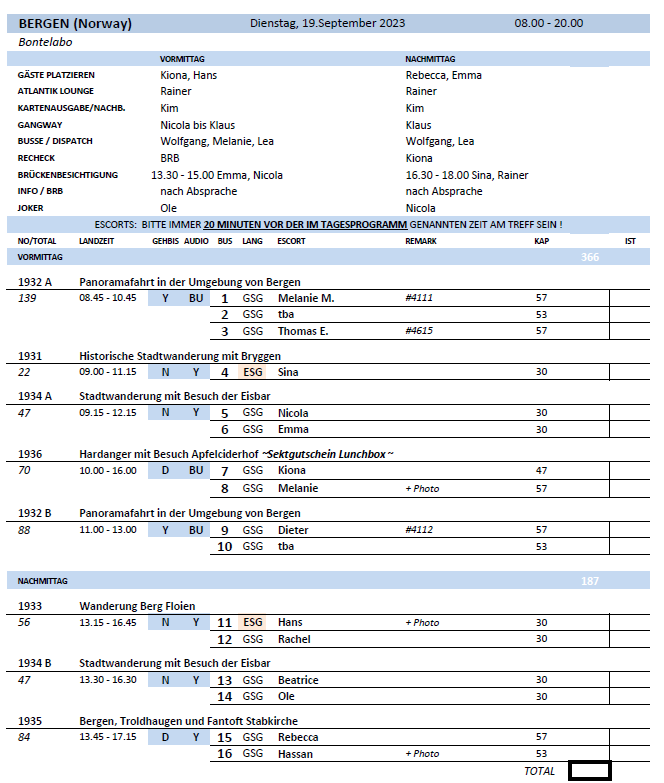 BERGEN (Norway) Dienstag, 19.September 2023 08.00 - 20.00
Bontelabo
VORMITTAG NACHMITTAG
GÄSTE PLATZIEREN Kiona, Hans Rebecca, Emma
ATLANTIK LOUNGE Rainer Rainer
KARTENAUSGABE/NACHB. Kim Kim
GANGWAY Nicola bis Klaus Klaus
BUSSE / DISPATCH Wolfgang, Melanie, Lea Wolfgang, Lea
RECHECK BRB Kiona
BRÜCKENBESICHTIGUNG 13.30 - 15.00 Emma, Nicola 16.30 - 18.00 Sina, Rainer
INFO / BRB nach Absprache nach Absprache
JOKER Ole Nicola
ESCORTS: BITTE IMMER 20 MINUTEN VOR DER IM TAGESPROGRAMM GENANNTEN ZEIT AM TREFF SEIN !
NO/TOTAL LANDZEIT GEHBIS AUDIO BUS LANG ESCORT REMARK KAP IST
VORMITTAG 366
1932 A Panoramafahrt in der Umgebung von Bergen
139 08.45 - 10.45 Y BU 1 GSG Melanie M. #4111 57
2 GSG tba 53
3 GSG Thomas E. #4615 57
1931 Historische Stadtwanderung mit Bryggen
22 09.00 - 11.15 N Y 4 ESG Sina 30
1934 A Stadtwanderung mit Besuch der Eisbar
47 09.15 - 12.15 N Y 5 GSG Nicola 30
6 GSG Emma 30
1936 Hardanger mit Besuch Apfelciderhof ~Sektgutschein Lunchbox~
70 10.00 - 16.00 D BU 7 GSG Kiona 47
8 GSG Melanie + Photo 57
1932 B Panoramafahrt in der Umgebung von Bergen
88 11.00 - 13.00 Y BU 9 GSG Dieter #4112 57
10 GSG tba 53
NACHMITTAG 187
1933 Wanderung Berg Floien
56 13.15 - 16.45 N Y 11 ESG Hans + Photo 30
12 GSG Rachel 30
1934 B Stadtwanderung mit Besuch der Eisbar
47 13.30 - 16.30 N Y 13 GSG Beatrice 30
14 GSG Ole 30
1935 Bergen, Troldhaugen und Fantoft Stabkirche
84 13.45 - 17.15 D Y 15 GSG Rebecca 57
16 GSG Hassan + Photo 53
TOTAL